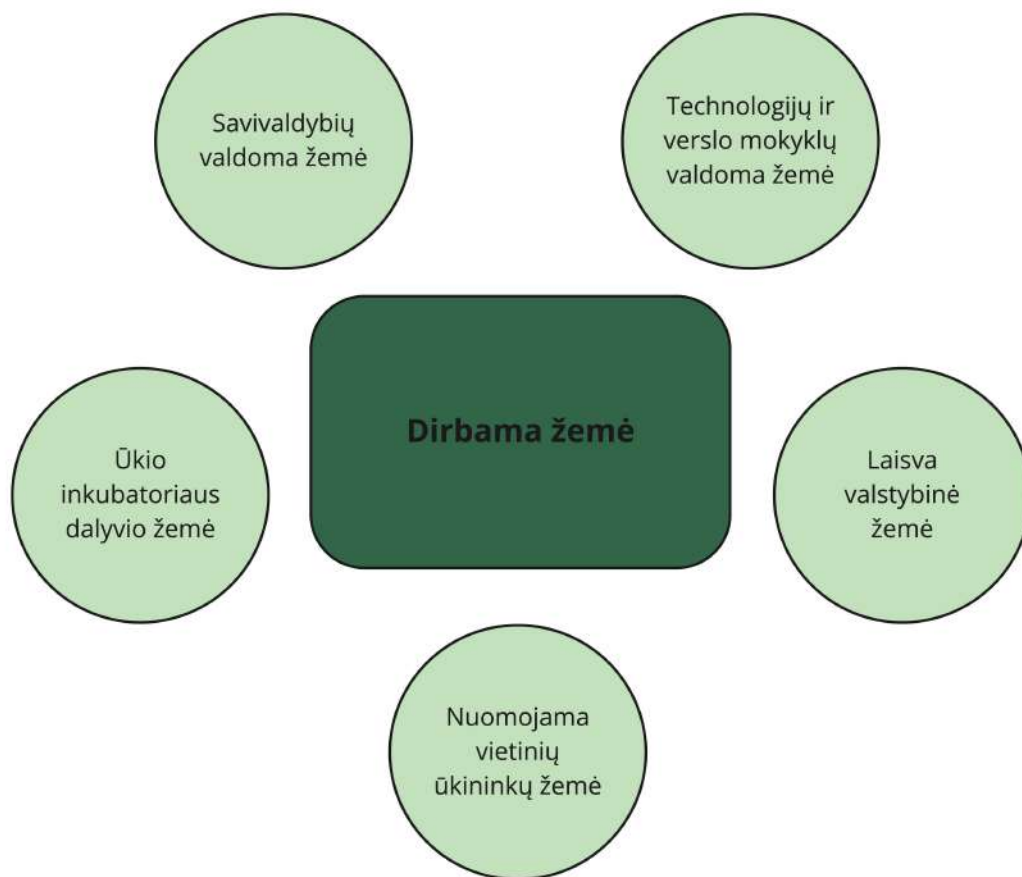 Savivaldybių
valdoma žemė
Technologijų ir
verslo mokyklų
valdoma žemė
Dirbama žemė
Ūkio
inkubatoriaus
dalyvio žemė
Laisva
valstybinė
žemė
Nuomojama
vietinių
ūkininkų žemė